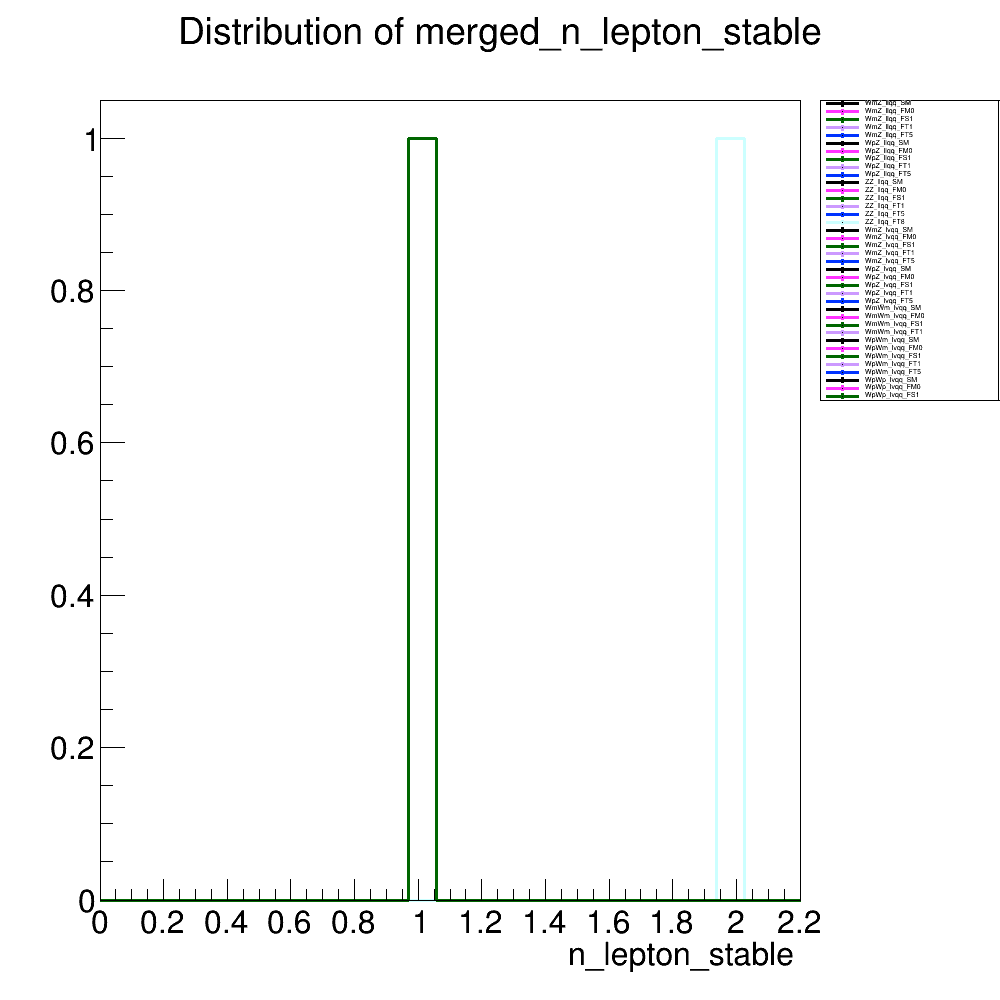 Distribution of merged_n_lepton_stable
1
0.8
0.6
0.4
0.2
0
0 0.2 0.4 0.6 0.8 1 1.2 1.4 1.6 1.8 2 2.2
n_lepton_stable
WmZ_llqq_SM
WmZ_llqq_FM0
WmZ_llqq_FS1
WmZ_llqq_FT1
WmZ_llqq_FT5
WpZ_llqq_SM
WpZ_llqq_FM0
WpZ_llqq_FS1
WpZ_llqq_FT1
WpZ_llqq_FT5
ZZ_llqq_SM
ZZ_llqq_FM0
ZZ_llqq_FS1
ZZ_llqq_FT1
ZZ_llqq_FT5
ZZ_llqq_FT8
WmZ_lvqq_SM
WmZ_lvqq_FM0
WmZ_lvqq_FS1
WmZ_lvqq_FT1
WmZ_lvqq_FT5
WpZ_lvqq_SM
WpZ_lvqq_FM0
WpZ_lvqq_FS1
WpZ_lvqq_FT1
WpZ_lvqq_FT5
WmWm_lvqq_SM
WmWm_lvqq_FM0
WmWm_lvqq_FS1
WmWm_lvqq_FT1
WpWm_lvqq_SM
WpWm_lvqq_FM0
WpWm_lvqq_FS1
WpWm_lvqq_FT1
WpWm_lvqq_FT5
WpWp_lvqq_SM
WpWp_lvqq_FM0
WpWp_lvqq_FS1